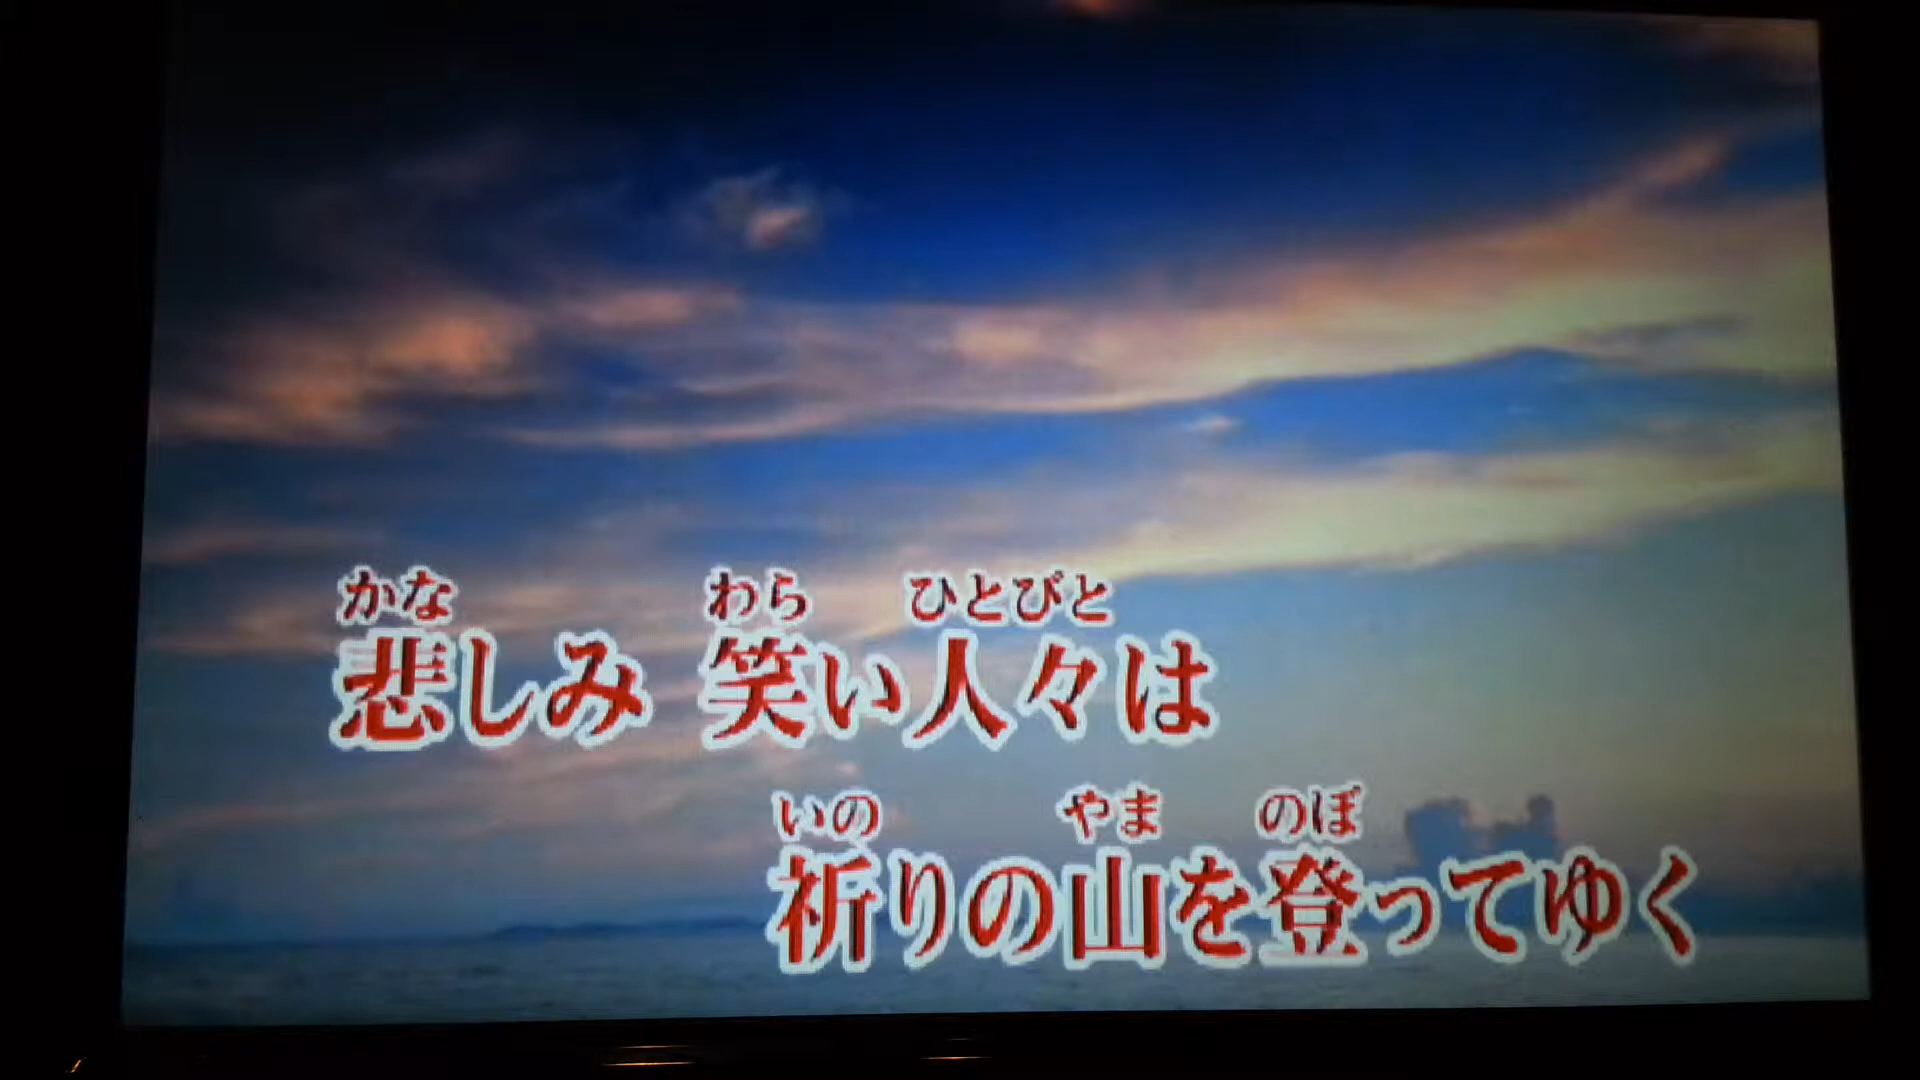 かな わら ひとびと
悲しみ 笑い人々は
いの やま のぼ
祈りの山を登ってゆく